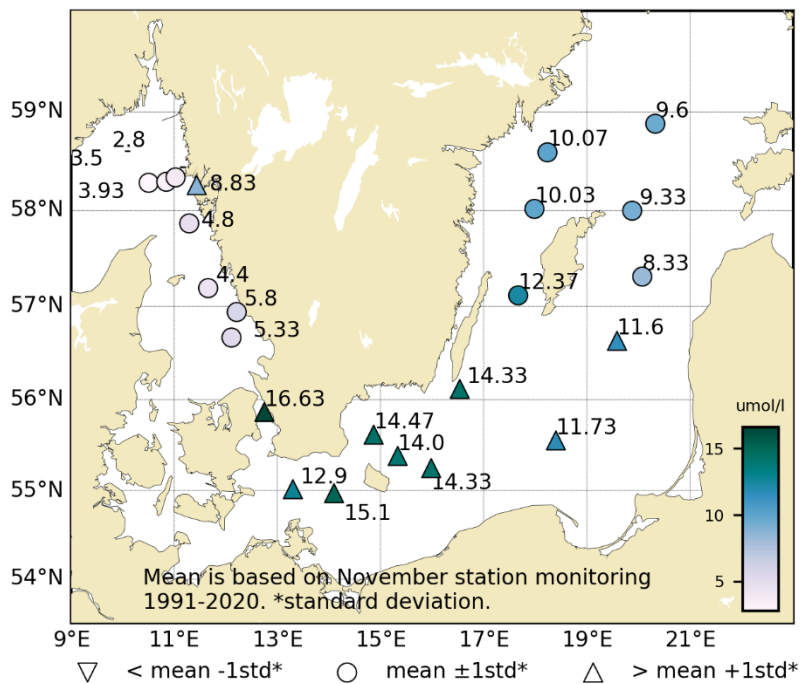 59°N
58°N
57°N
56°N
55°N
54°N
9.6
10.07
2.8
3.5
3.93
8.83
10.03
9.33
4.8
8.33
4.4
12.37
5.8
5.33
11.6
14.33
16.63
14.47
11.73
14.0
14.33
12.9
15.1
umol/l
15
10
5
Mean is based on November station monitoring
1991-2020. *standard deviation.
9°E 11°E 13°E 15°E 17°E 19°E 21°E
< mean -1std* mean ±1std* > mean +1std*